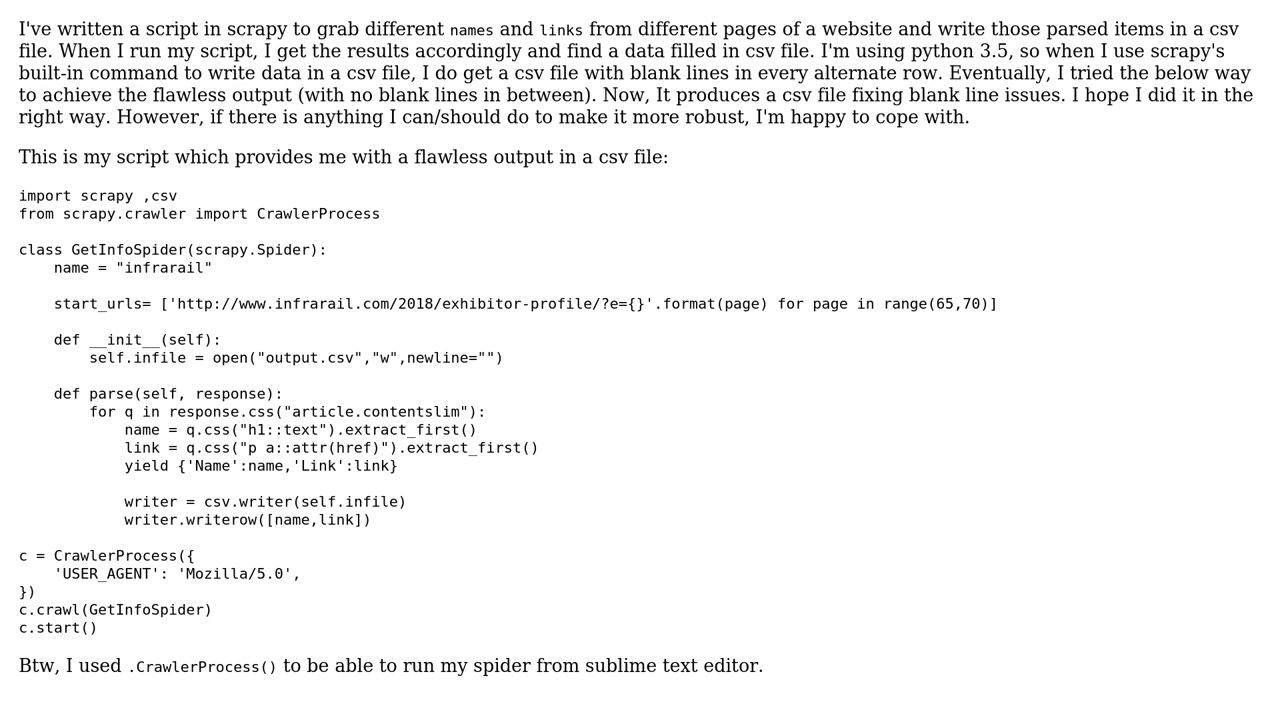 I've written a script in scrapy to grab different names and links from different pages of a website and write those parsed items in a csv
file. When I run my script, I get the results accordingly and find a data filled in csv file. I'm using python 3.5, so when I use scrapy's
built-in command to write data in a csv file, I do get a csv file with blank lines in every alternate row. Eventually, I tried the below way
to achieve the flawless output (with no blank lines in between). Now, It produces a csv file fixing blank line issues. I hope I did it in the
right way. However, if there is anything I can/should do to make it more robust, I'm happy to cope with.
This is my script which provides me with a flawless output in a csv file:
import scrapy ,csv
from scrapy.crawler import CrawlerProcess
class GetInfoSpider(scrapy.Spider):
    name = "infrarail"
    start_urls= ['http://www.infrarail.com/2018/exhibitor-profile/?e={}'.format(page) for page in range(65,70)]
    def __init__(self):
        self.infile = open("output.csv","w",newline="")
    def parse(self, response):
        for q in response.css("article.contentslim"):
            name = q.css("h1::text").extract_first()
            link = q.css("p a::attr(href)").extract_first()
            yield {'Name':name,'Link':link}
            writer = csv.writer(self.infile)
            writer.writerow([name,link])
c = CrawlerProcess({
    'USER_AGENT': 'Mozilla/5.0',
})
c.crawl(GetInfoSpider)
c.start()
Btw, I used .CrawlerProcess() to be able to run my spider from sublime text editor.